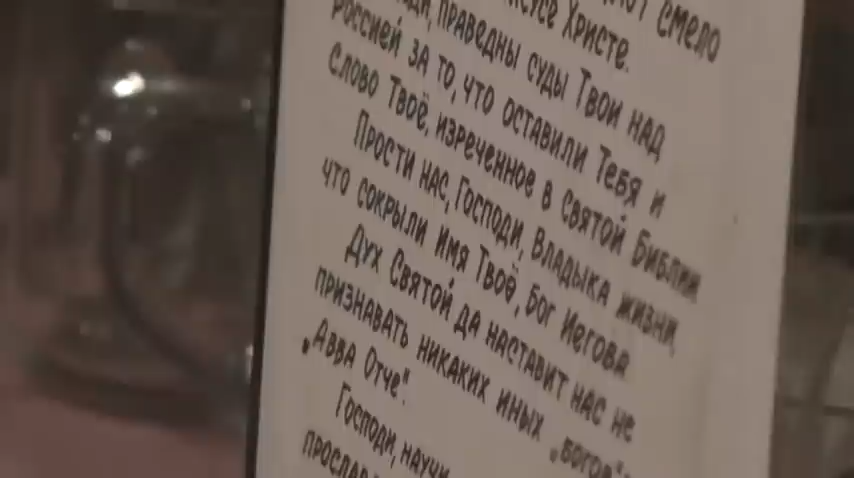 смело
Христе.
праведны суды Твои над
Россией за то, что оставили Тебя и
Слово Твоё, изреченное в Святой Библии
Прости нас, Господи, Владыка жизни,
что сокрыли имя Твоё, Бог Иегова
Дух Святой да наставит нас не
признавать никаких иных „богов"
„Авва Отче".
Господи, научи